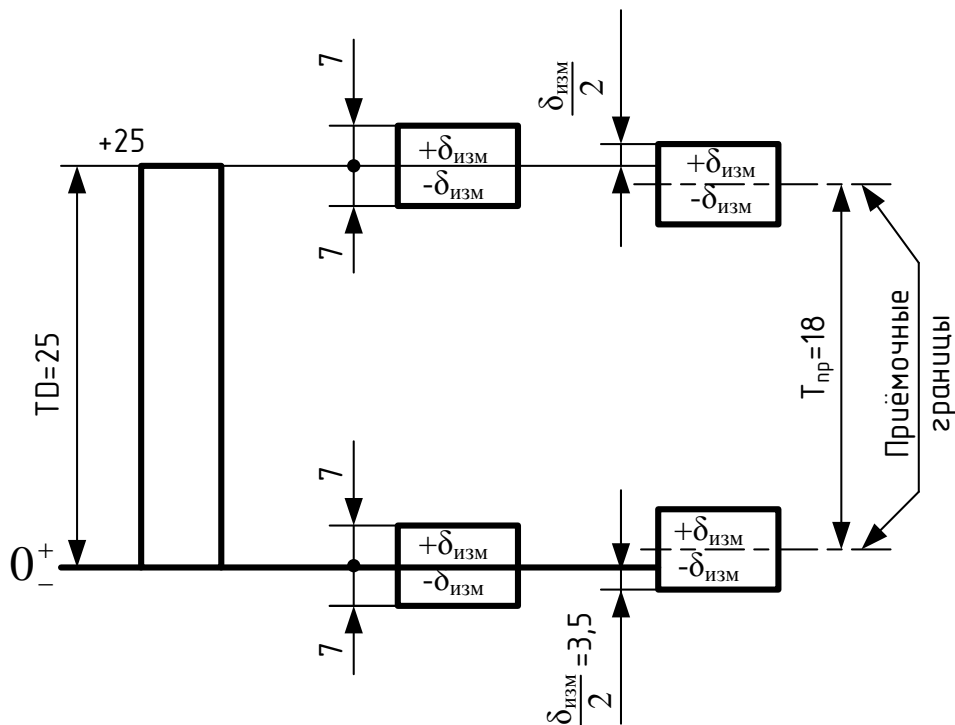 7
δизм
2
+25
+δизм
-δизм
+δизм
-δизм
7
TD=25
Tпр=18
Приёмочные
границы
7
+δизм
-δизм
+δизм
-δизм
0+−
7
δизм
2
=3,5